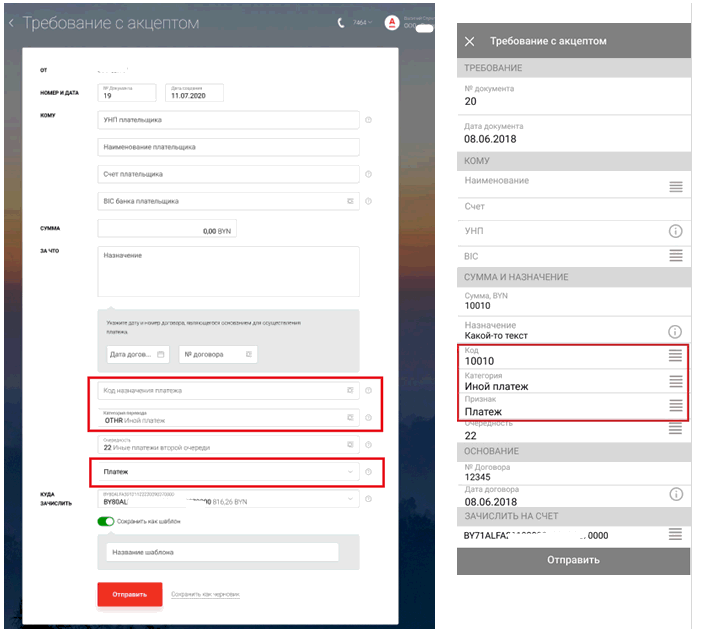 Требование с акцептом
7464
ООО
ОТ
НОМЕР И ДАТА
№ Документа
19
Дата создания
11.07.2020
КОМУ
УНП плательщика
Наименование плательщика
Счет плательщика
BIC банка плательщика
СУММА
0,00 BYN
ЗА ЧТО
Назначение
Укажите дату и номер договора, являющегося основанием для осуществления
платежа.
Дата догов...
№ договора
Код назначения платежа
Категория перевода
OTHR Иной платеж
Очередность
22 Иные платежи второй очереди
Платеж
КУДА
ЗАЧИСЛИТЬ
BY80AL 0000 816,26 BYN
Сохранить как шаблон
Название шаблона
Отправить
Сохранить как черновик
Требование с акцептом
ТРЕБОВАНИЕ
№ документа
20
Дата документа
08.06.2018
КОМУ
Наименование
Счет
УНП
BIC
СУММА И НАЗНАЧЕНИЕ
Сумма, BYN
10010
Назначение
Какой-то текст
Код
10010
Категория
Иной платеж
Признак
Платеж
Очередность
22
ОСНОВАНИЕ
№ Договора
12345
Дата договора
08.06.2018
ЗАЧИСЛИТЬ НА СЧЕТ
BY71ALFA 0000
Отправить